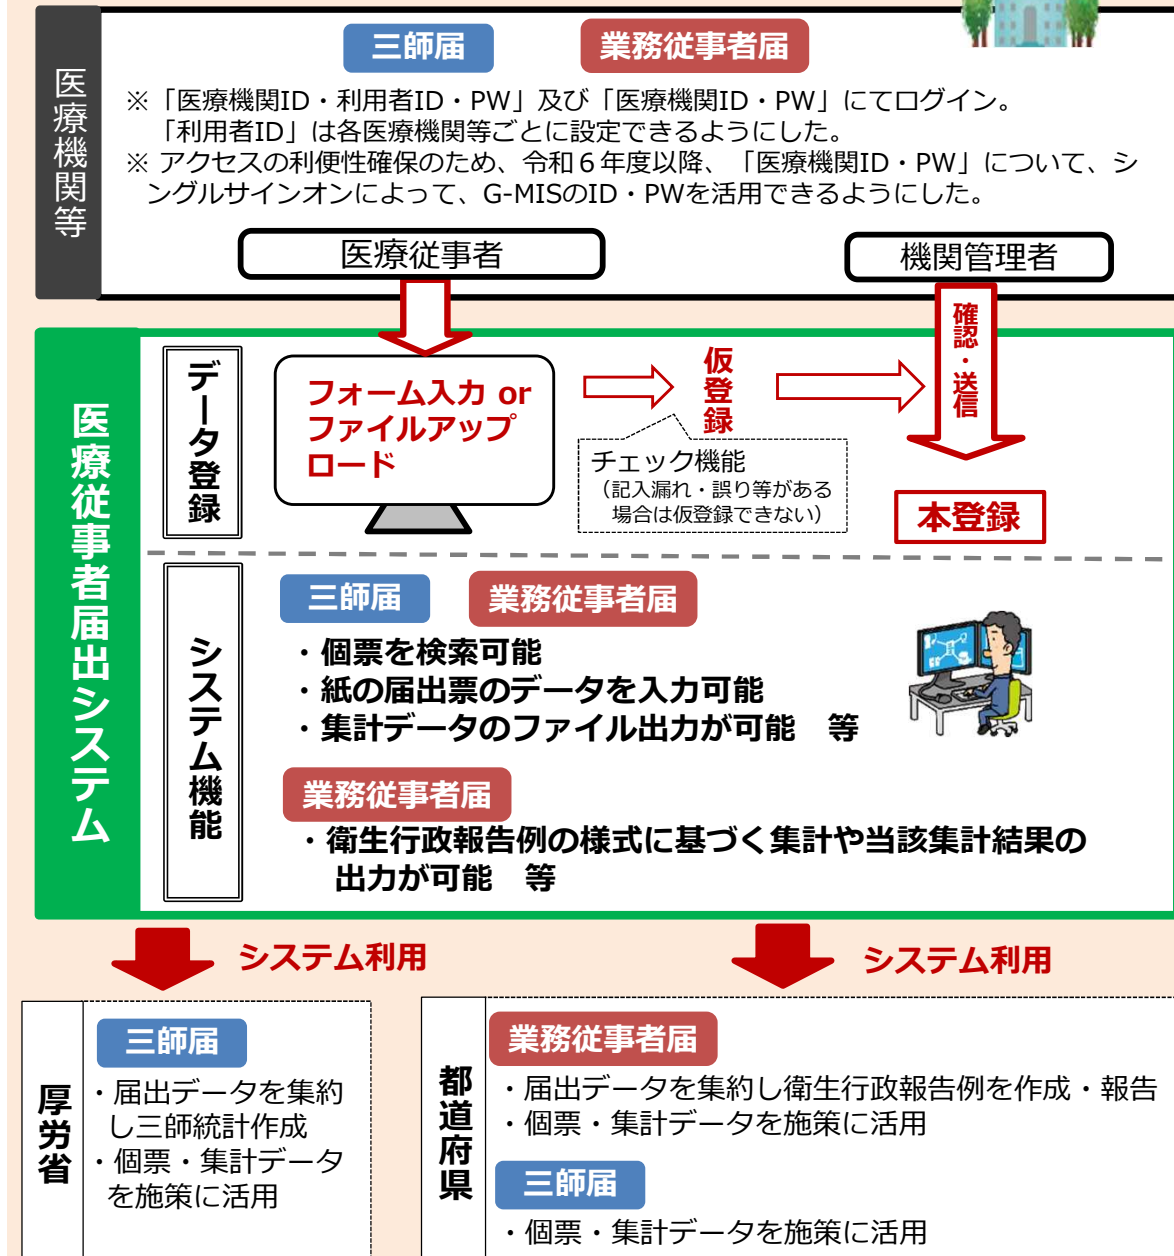 医療機関等
三師届
業務従事者届
※「医療機関ID・利用者ID・PW」及び「医療機関ID・PW」にてログイン。
「利用者ID」は各医療機関等ごとに設定できるようにした。
※ アクセスの利便性確保のため、令和６年度以降、「医療機関ID・PW」について、シ
ングルサインオンによって、G-MISのID・PWを活用できるようにした。
医療従事者
機関管理者
医療従事者届出システム
データ登録
フォーム入力 or
ファイルアップ
ロード
仮登録
チェック機能
（記入漏れ・誤り等がある
場合は仮登録できない）
確認・送信
本登録
システム機能
三師届
業務従事者届
・個票を検索可能
・紙の届出票のデータを入力可能
・集計データのファイル出力が可能　等
業務従事者届
・衛生行政報告例の様式に基づく集計や当該集計結果の
出力が可能　等
システム利用
システム利用
厚労省
三師届
・届出データを集約
し三師統計作成
・個票・集計データ
を施策に活用
都道府県
業務従事者届
・届出データを集約し衛生行政報告例を作成・報告
・個票・集計データを施策に活用
三師届
・個票・集計データを施策に活用